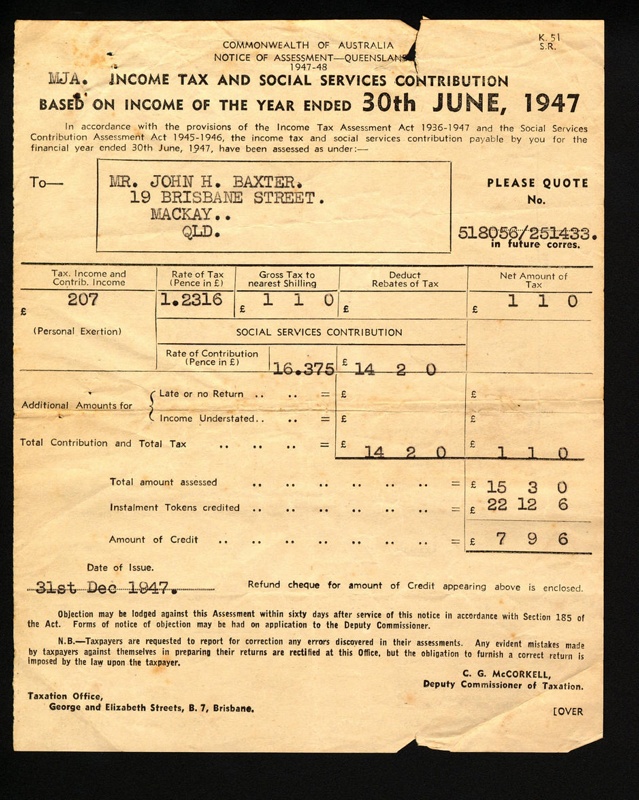 K. 51
S.R.
COMMONWEALTH OF AUSTRALIA
NOTICE OF ASSESSMENT—QUEENSLAND
1947-48
MJA. INCOME TAX AND SOCIAL SERVICES CONTRIBUTION
BASED ON INCOME OF THE YEAR ENDED 30th JUNE, 1947
In accordance with the provisions of the Income Tax Assessment Act 1936-1947 and the Social Services
Contribution Assessment Act 1945-1946, the income tax and social services contribution payable by you for the
financial year ended 30th June, 1947, have been assessed as under:—
To—
MR. JOHN H. BAXTER.
19 BRISBANE STREET.
MACKAY..
QLD.
PLEASE QUOTE
No.
518056/251433.
in future corres.
Tax. Income and Contrib. Income
Rate of Tax (Pence in £)
Gross Tax to nearest Shilling
Deduct Rebates of Tax
Net Amount of Tax
£ 207 1.2316 £ 1 1 0 £ £ 1 1 0
(Personal Exertion) SOCIAL SERVICES CONTRIBUTION
Rate of Contribution
(Pence in £) 16.375 £ 14 2 0
Additional Amounts for
Late or no Return .. .. = £ £
Income Understated.. .. = £ £
Total Contribution and Total Tax .. .. .. = £ 14 2 0 £ 1 1 0
Total amount assessed .. .. .. .. .. .. = £ 15 3 0
Instalment Tokens credited .. .. .. .. .. .. = £ 22 12 6
Amount of Credit .. .. .. .. .. .. .. = £ 7 9 6
Date of Issue.
31st Dec 1947. Refund cheque for amount of Credit appearing above is enclosed.
Objection may be lodged against this Assessment within sixty days after service of this notice in accordance with Section 185 of
the Act. Forms of notice of objection may be had on application to the Deputy Commissioner.
N.B.—Taxpayers are requested to report for correction any errors discovered in their assessments. Any evident mistakes made
by taxpayers against themselves in preparing their returns are rectified at this Office, but the obligation to furnish a correct return is
imposed by the law upon the taxpayer.
C. G. McCORKELL,
Deputy Commissioner of Taxation.
Taxation Office,
George and Elizabeth Streets, B. 7, Brisbane.
[OVER